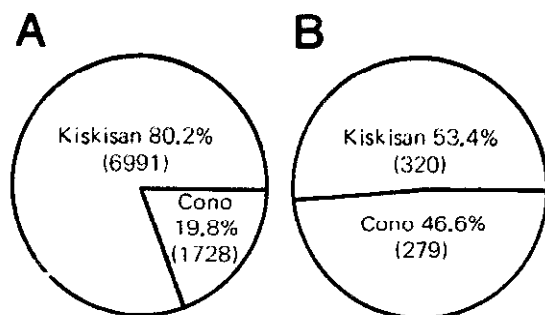 A
Kiskisan 80.2%
(6991)
Cono
19.8%
(1728)
B
Kiskisan 53.4%
(320)
Cono 46.6%
(279)